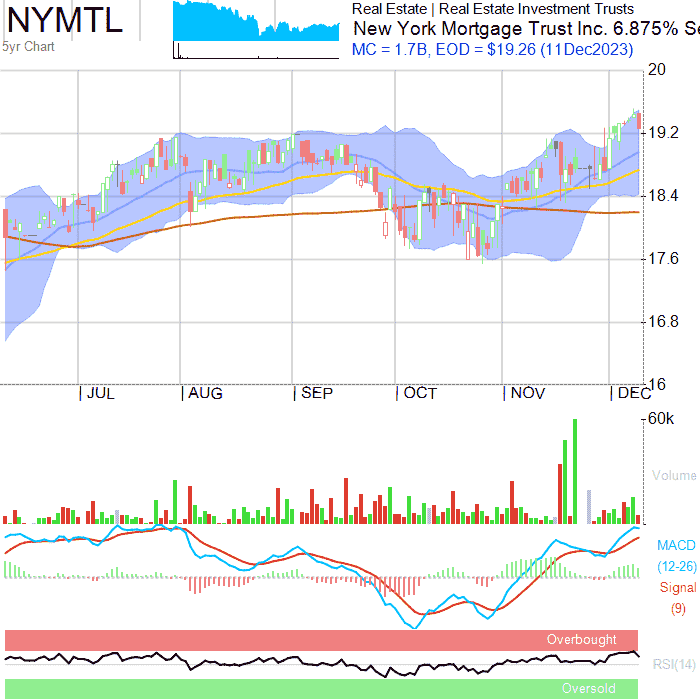 NYMTL
5yr Chart
Real Estate | Real Estate Investment Trusts
New York Mortgage Trust Inc. 6.875% Se
MC = 1.7B, EOD = $19.26 (11Dec2023)
20
19.2
18.4
17.6
16.8
16
| JUL | AUG | SEP | OCT | NOV | DEC
60k
Volume
MACD
(12-26)
Signal
(9)
Overbought
RSI(14)
Oversold